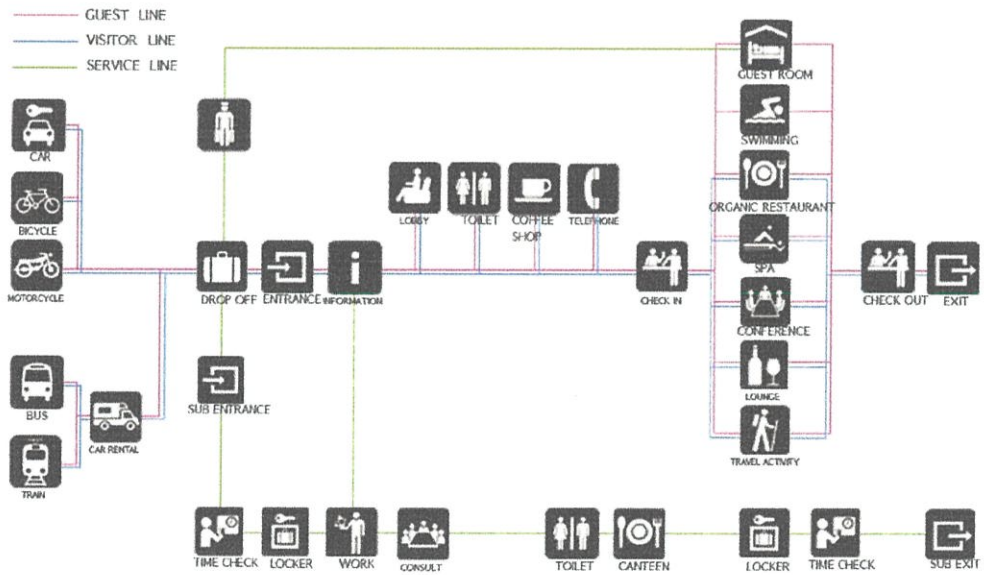 GUEST LINE
VISITOR LINE
SERVICE LINE
GUEST ROOM
CAR
SWIMMING
BICYCLE
LOBBY
TOILET
COFFEE
SHOP
TELEPHONE
ORGANIC RESTAURANT
SPA
MOTORCYCLE
DROP OFF
ENTRANCE
INFORMATION
CHECK IN
CHECK OUT
EXIT
CONFERENCE
BUS
SUB ENTRANCE
LOUNGE
CAR RENTAL
TRAIN
TRAVEL ACTIVITY
TIME CHECK
LOCKER
WORK
CONSULT
TOILET
CANTEEN
LOCKER
TIME CHECK
SUB EXIT